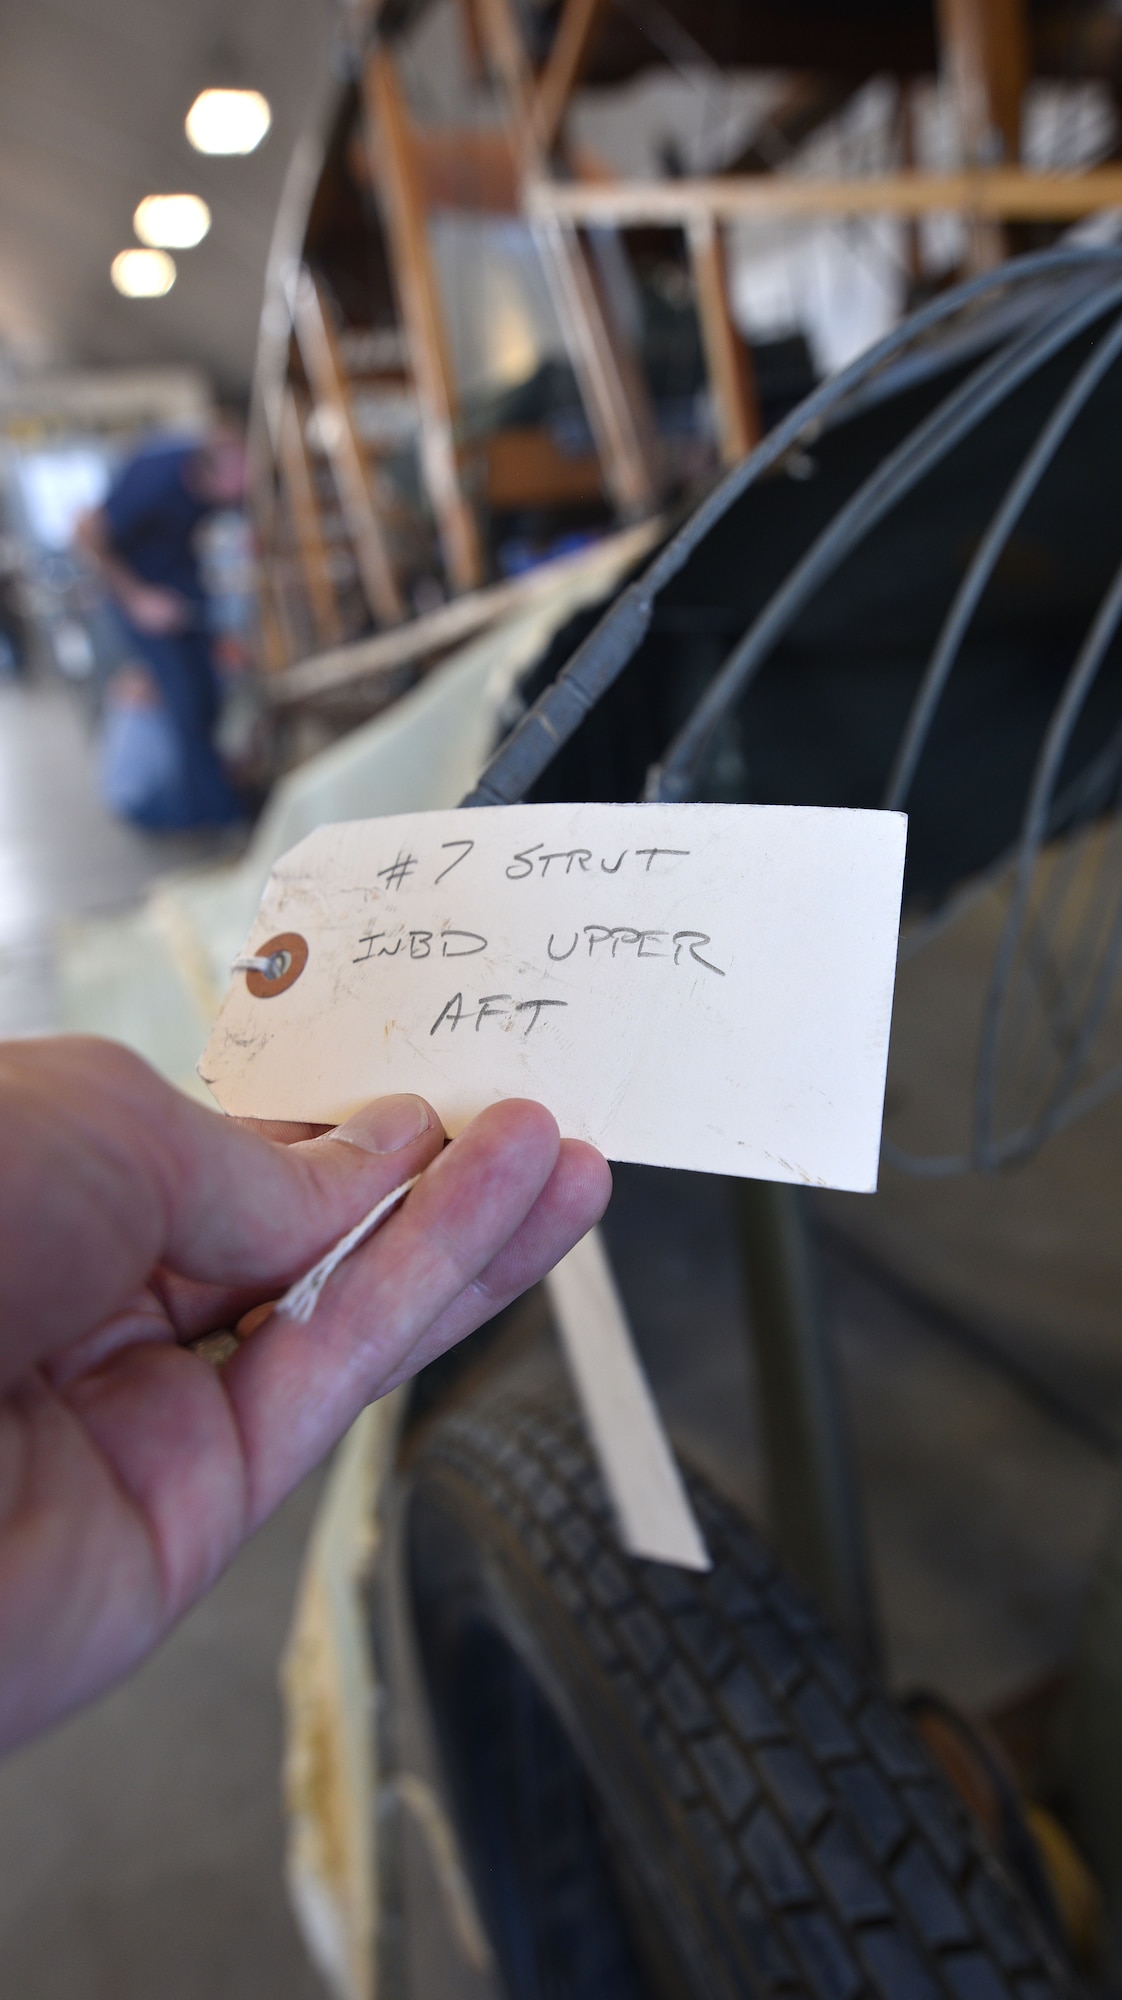 #7 STRUT
INBD UPPER
AFT